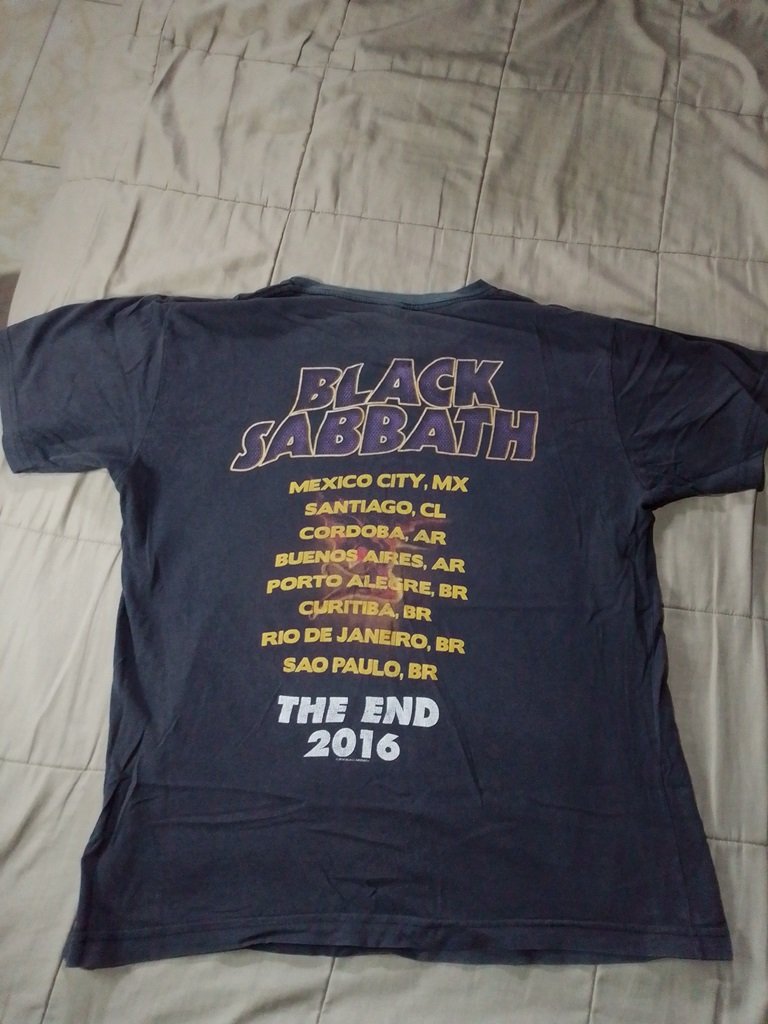 BLACK
SABBATH
MEXICO CITY, MX
SANTIAGO, CL
CORDOBA, AR
BUENOS AIRES, AR
PORTO ALEGRE, BR
CURITIBA, BR
RIO DE JANEIRO, BR
SAO PAULO, BR
THE END
2016